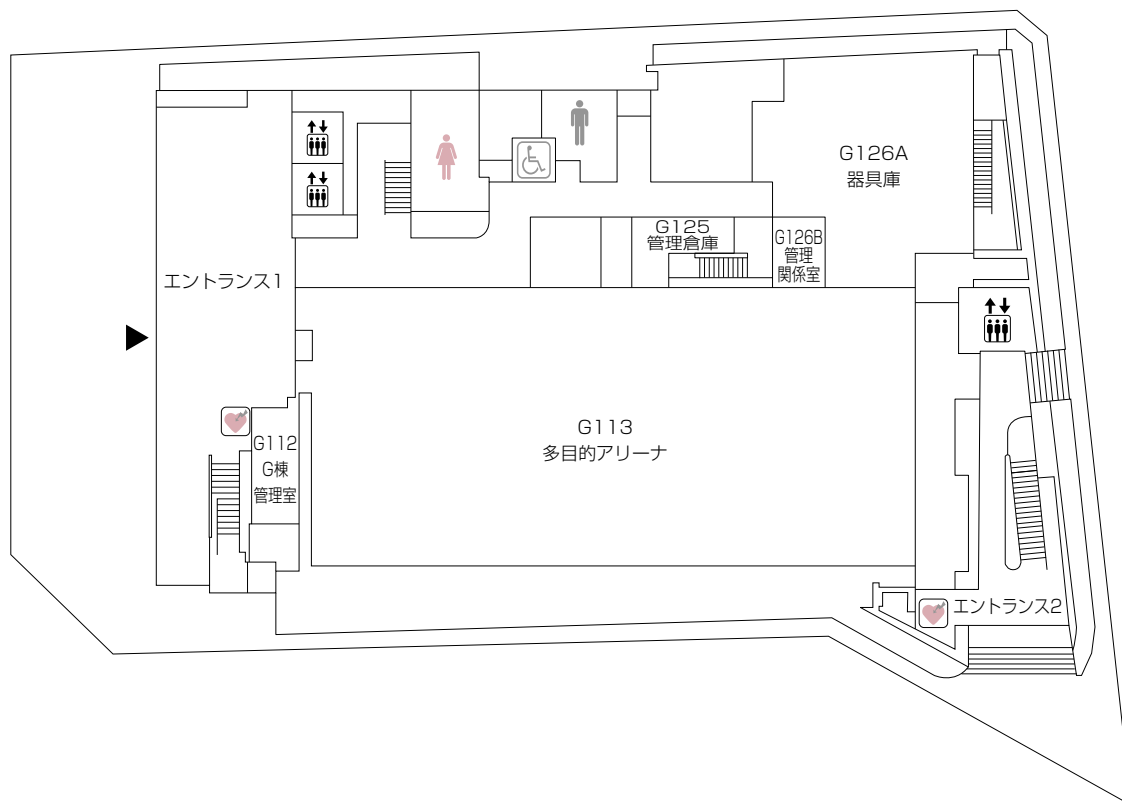 G126A
器具庫
G125
管理倉庫
G126B
管理
関係室
エントランス1
G113
多目的アリーナ
G112
G棟
管理室
エントランス2